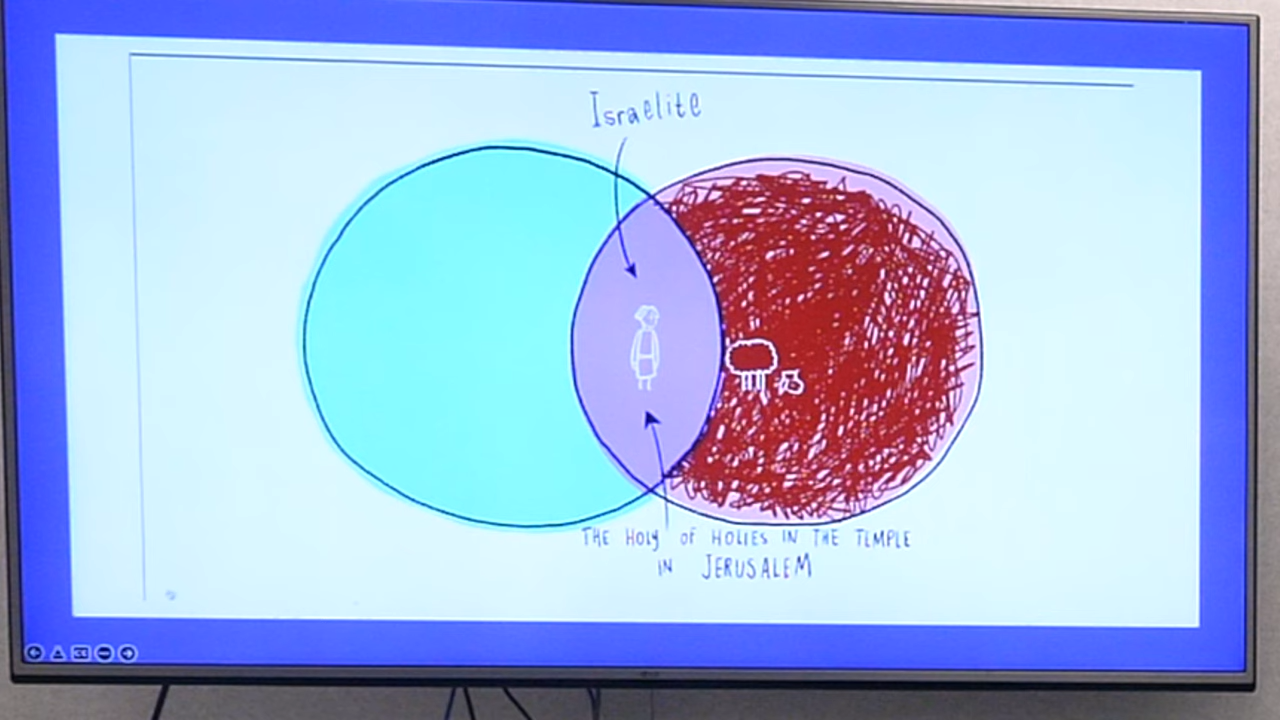 Israelite
THE HOLY OF HOLIES IN THE TEMPLE
IN JERUSALEM